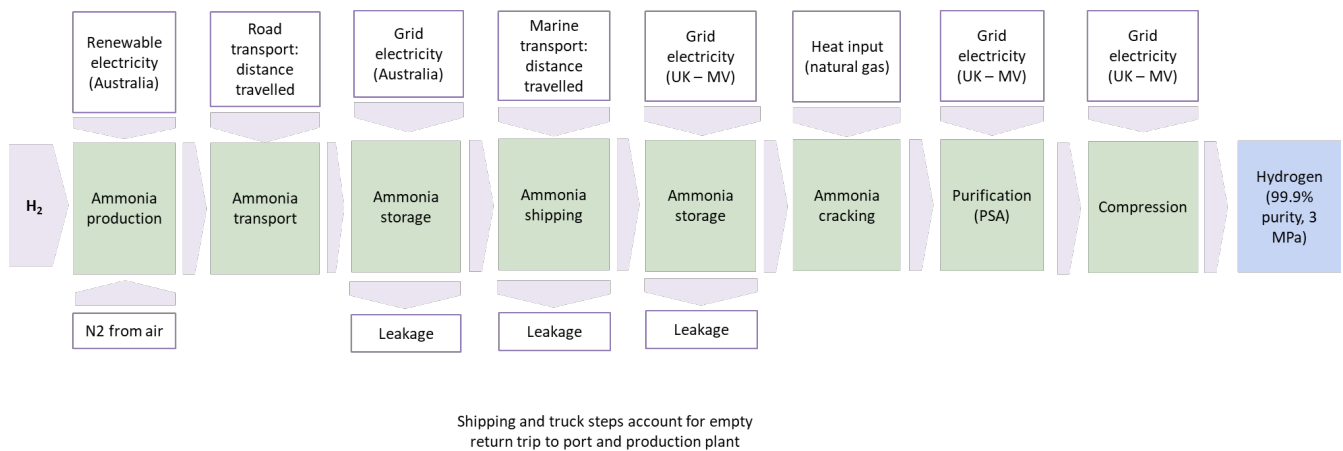 Renewable
electricity
(Australia)
Road
transport:
distance
travelled
Grid
electricity
(Australia)
Marine
transport:
distance
travelled
Grid
electricity
(UK – MV)
Heat input
(natural gas)
Grid
electricity
(UK – MV)
Grid
electricity
(UK – MV)
H₂
Ammonia
production
Ammonia
transport
Ammonia
storage
Ammonia
shipping
Ammonia
storage
Ammonia
cracking
Purification
(PSA)
Compression
Hydrogen
(99.9%
purity, 3
MPa)
N2 from air
Leakage
Leakage
Leakage
Shipping and truck steps account for empty
return trip to port and production plant